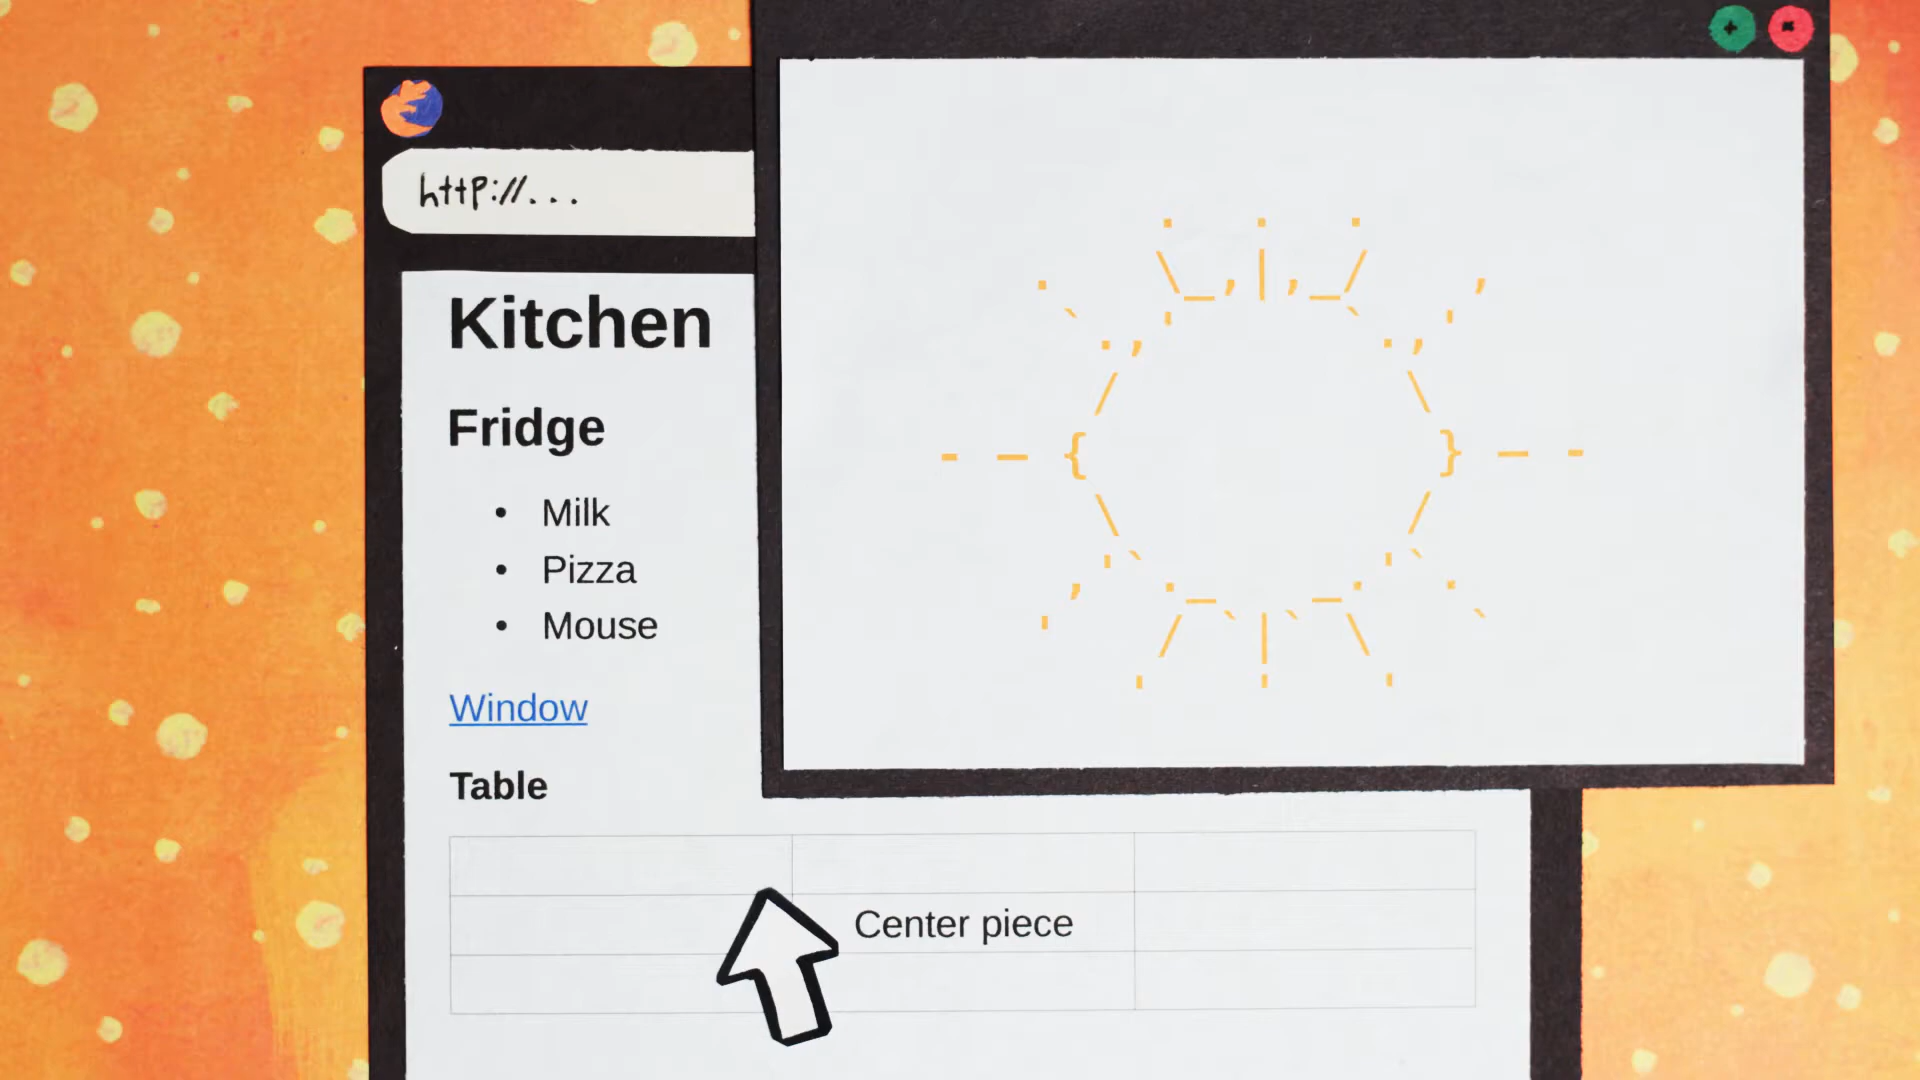 http://...
Kitchen
Fridge
• Milk
• Pizza
• Mouse
Window
Table
Center piece